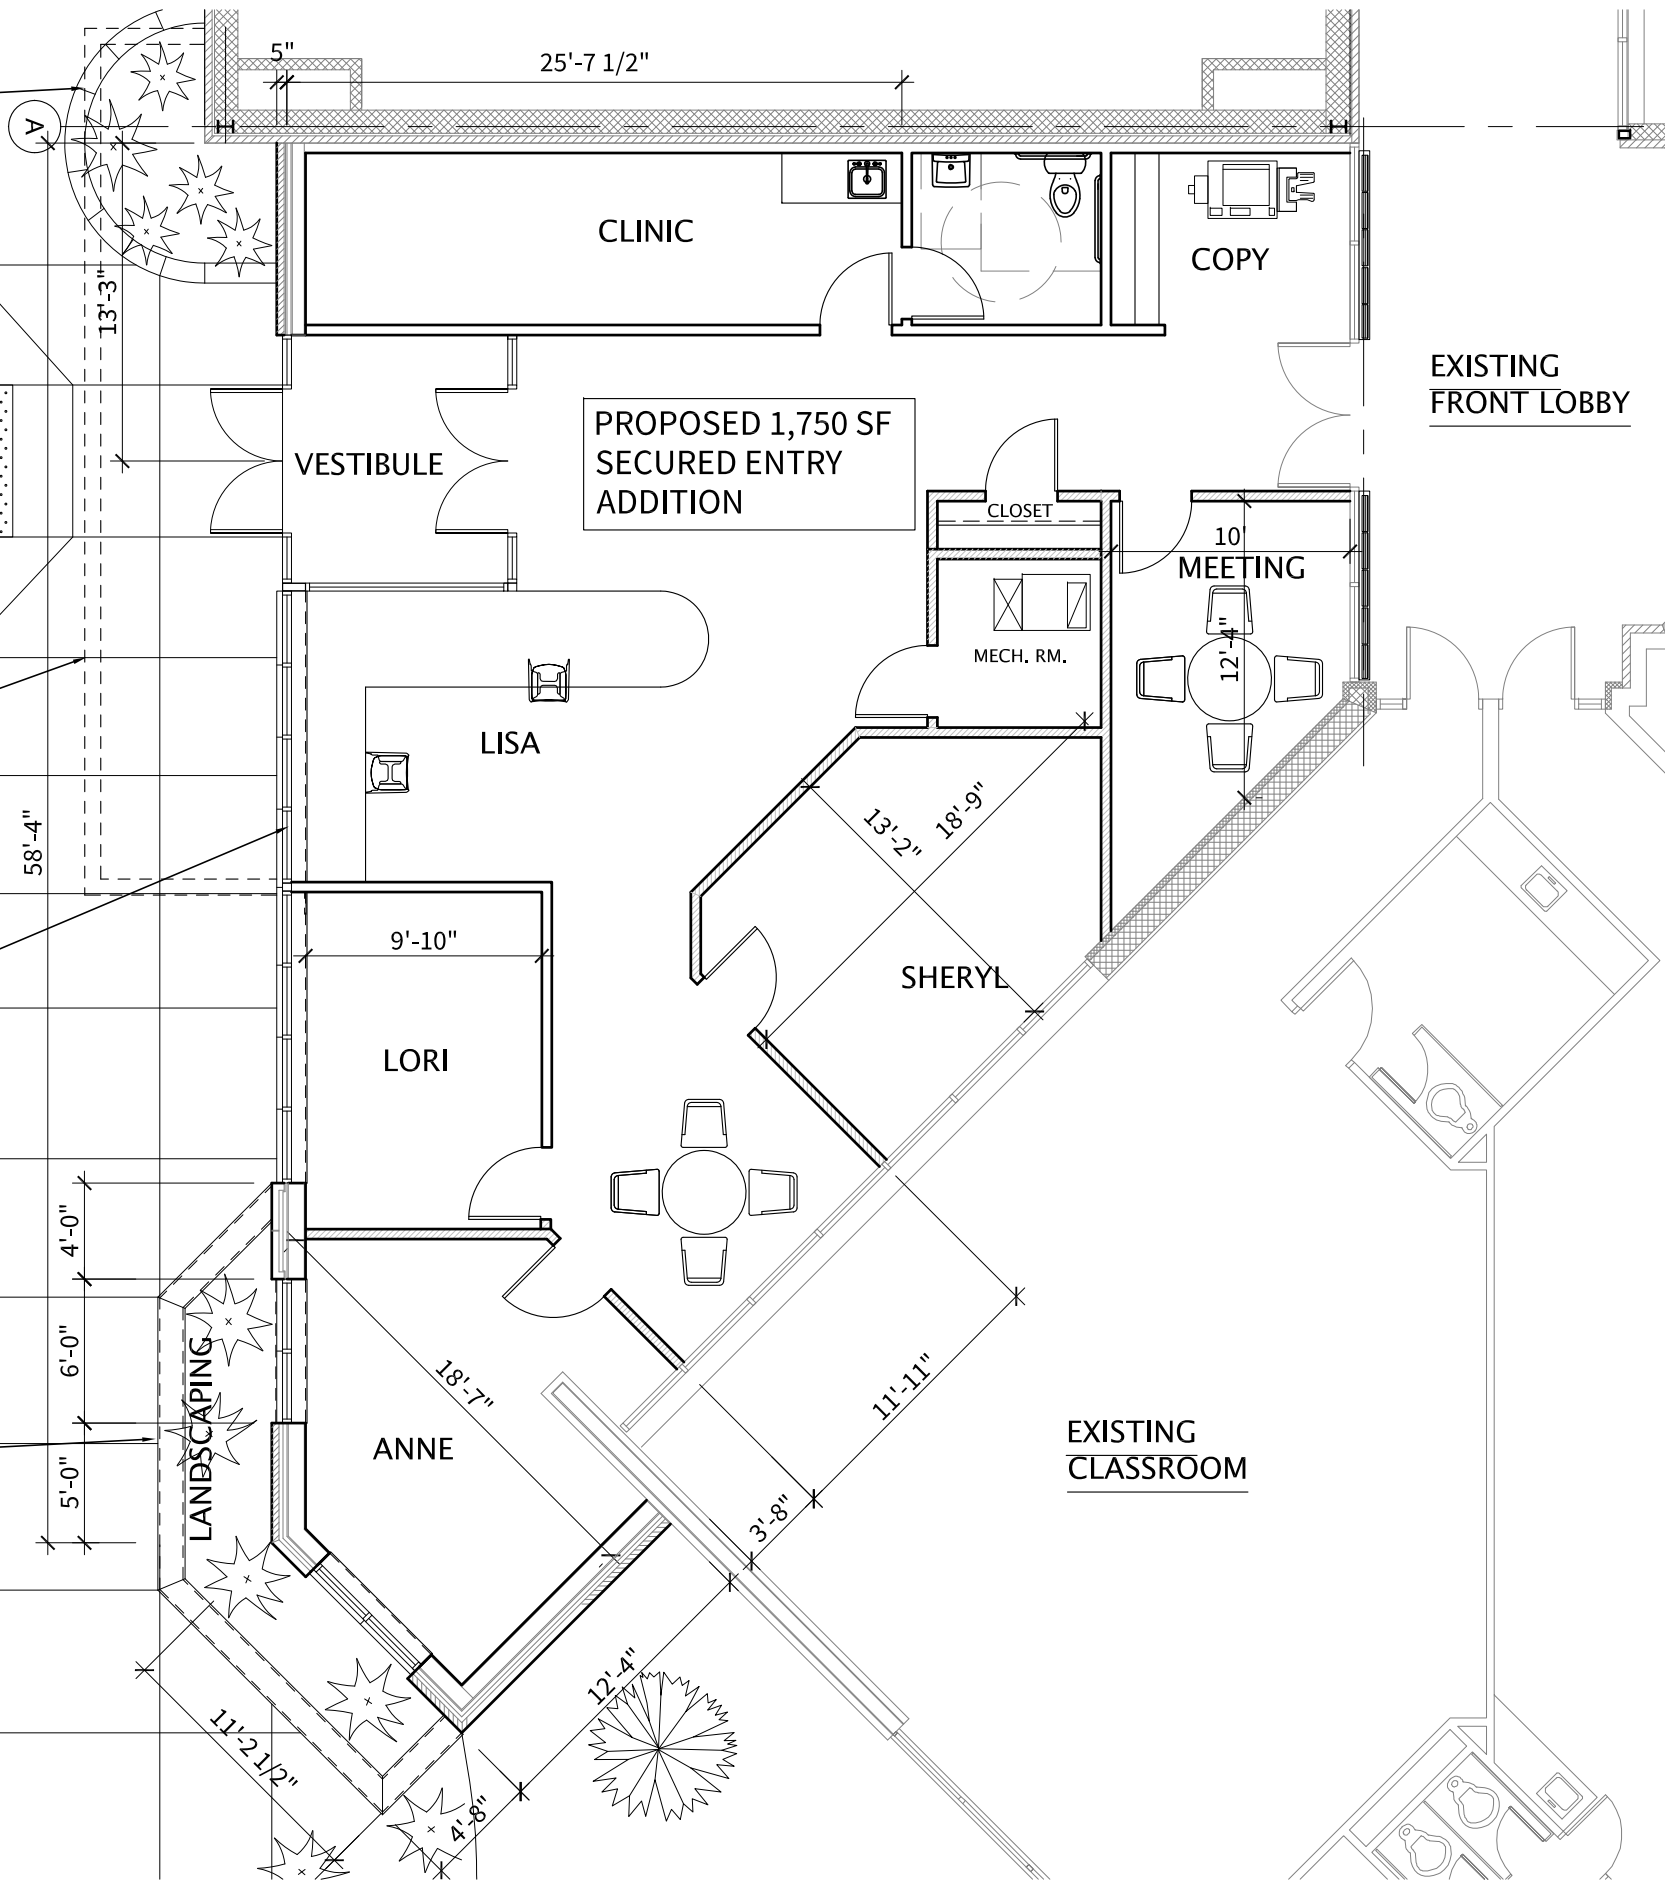 5"
25'-7 1/2"
A
CLINIC
COPY
13'-3"
EXISTING
FRONT LOBBY
PROPOSED 1,750 SF
SECURED ENTRY
ADDITION
VESTIBULE
CLOSET
10'
MEETING
12'-4"
MECH. RM.
LISA
58'-4"
13'-2"
18'-9"
9'-10"
SHERYL
LORI
4'-0"
6'-0"
5'-0"
LANDSCAPING
18'-7"
11'-11"
ANNE
EXISTING
CLASSROOM
3'-8"
12'-4"
11'-2 1/2"
4'-8"